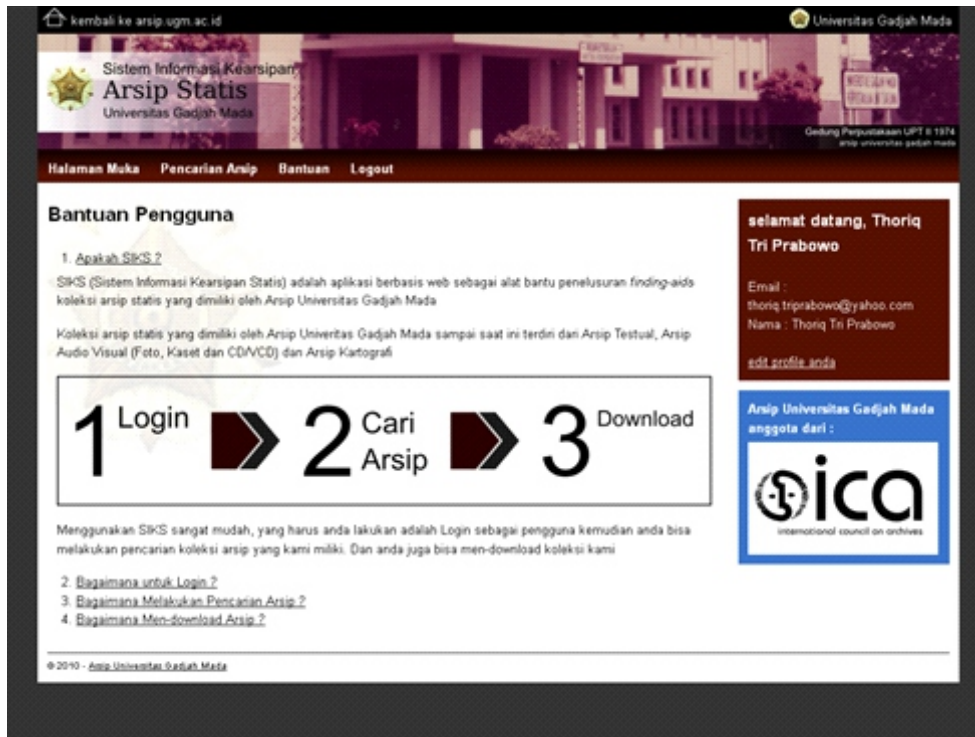 kembali ke arsip.ugm.ac.id
Universitas Gadjah Mada
Sistem Informasi Kearsipan
Arsip Statis
Universitas Gadjah Mada
Gedung Perpustakaan UPT II 1974
arsip universitas gadjah mada
Halaman Muka Pencarian Arsip Bantuan Logout
Bantuan Pengguna
1. Apakah SIKS ?
SIKS (Sistem Informasi Kearsipan Statis) adalah aplikasi berbasis web sebagai alat bantu penelusuran finding-aids
koleksi arsip statis yang dimiliki oleh Arsip Universitas Gadjah Mada
Koleksi arsip statis yang dimiliki oleh Arsip Univeritas Gadjah Mada sampai saat ini terdiri dari Arsip Testual, Arsip
Audio Visual (Foto, Kaset dan CD/VCD) dan Arsip Kartografi
1 Login
2 Cari
Arsip
3 Download
Menggunakan SIKS sangat mudah, yang harus anda lakukan adalah Login sebagai pengguna kemudian anda bisa
melakukan pencarian koleksi arsip yang kami miliki. Dan anda juga bisa men-download koleksi kami
2. Bagaimana untuk Login ?
3. Bagaimana Melakukan Pencarian Arsip ?
4. Bagaimana Men-download Arsip ?
selamat datang, Thoriq
Tri Prabowo
Email :
thoriq.triprabowo@yahoo.com
Nama : Thoriq Tri Prabowo
edit profile anda
Arsip Universitas Gadjah Mada
anggota dari :
ica
international council on archives
© 2010 - Arsip Universitas Gadjah Mada